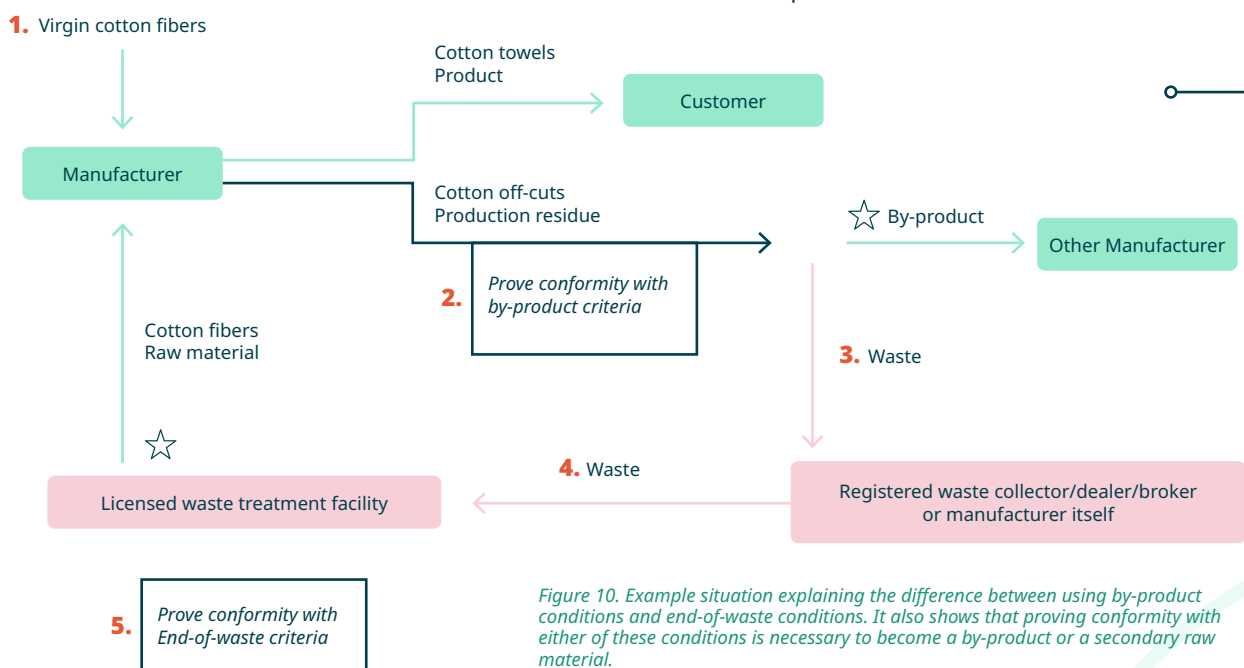 1. Virgin cotton fibers
Cotton towels
Product
Customer
Manufacturer
Cotton off-cuts
Production residue
By-product
Other Manufacturer
2. Prove conformity with
by-product criteria
Cotton fibers
Raw material
3. Waste
4. Waste
Licensed waste treatment facility
Registered waste collector/dealer/broker
or manufacturer itself
5. Prove conformity with
End-of-waste criteria
Figure 10. Example situation explaining the difference between using by-product
conditions and end-of-waste conditions. It also shows that proving conformity with
either of these conditions is necessary to become a by-product or a secondary raw
material.